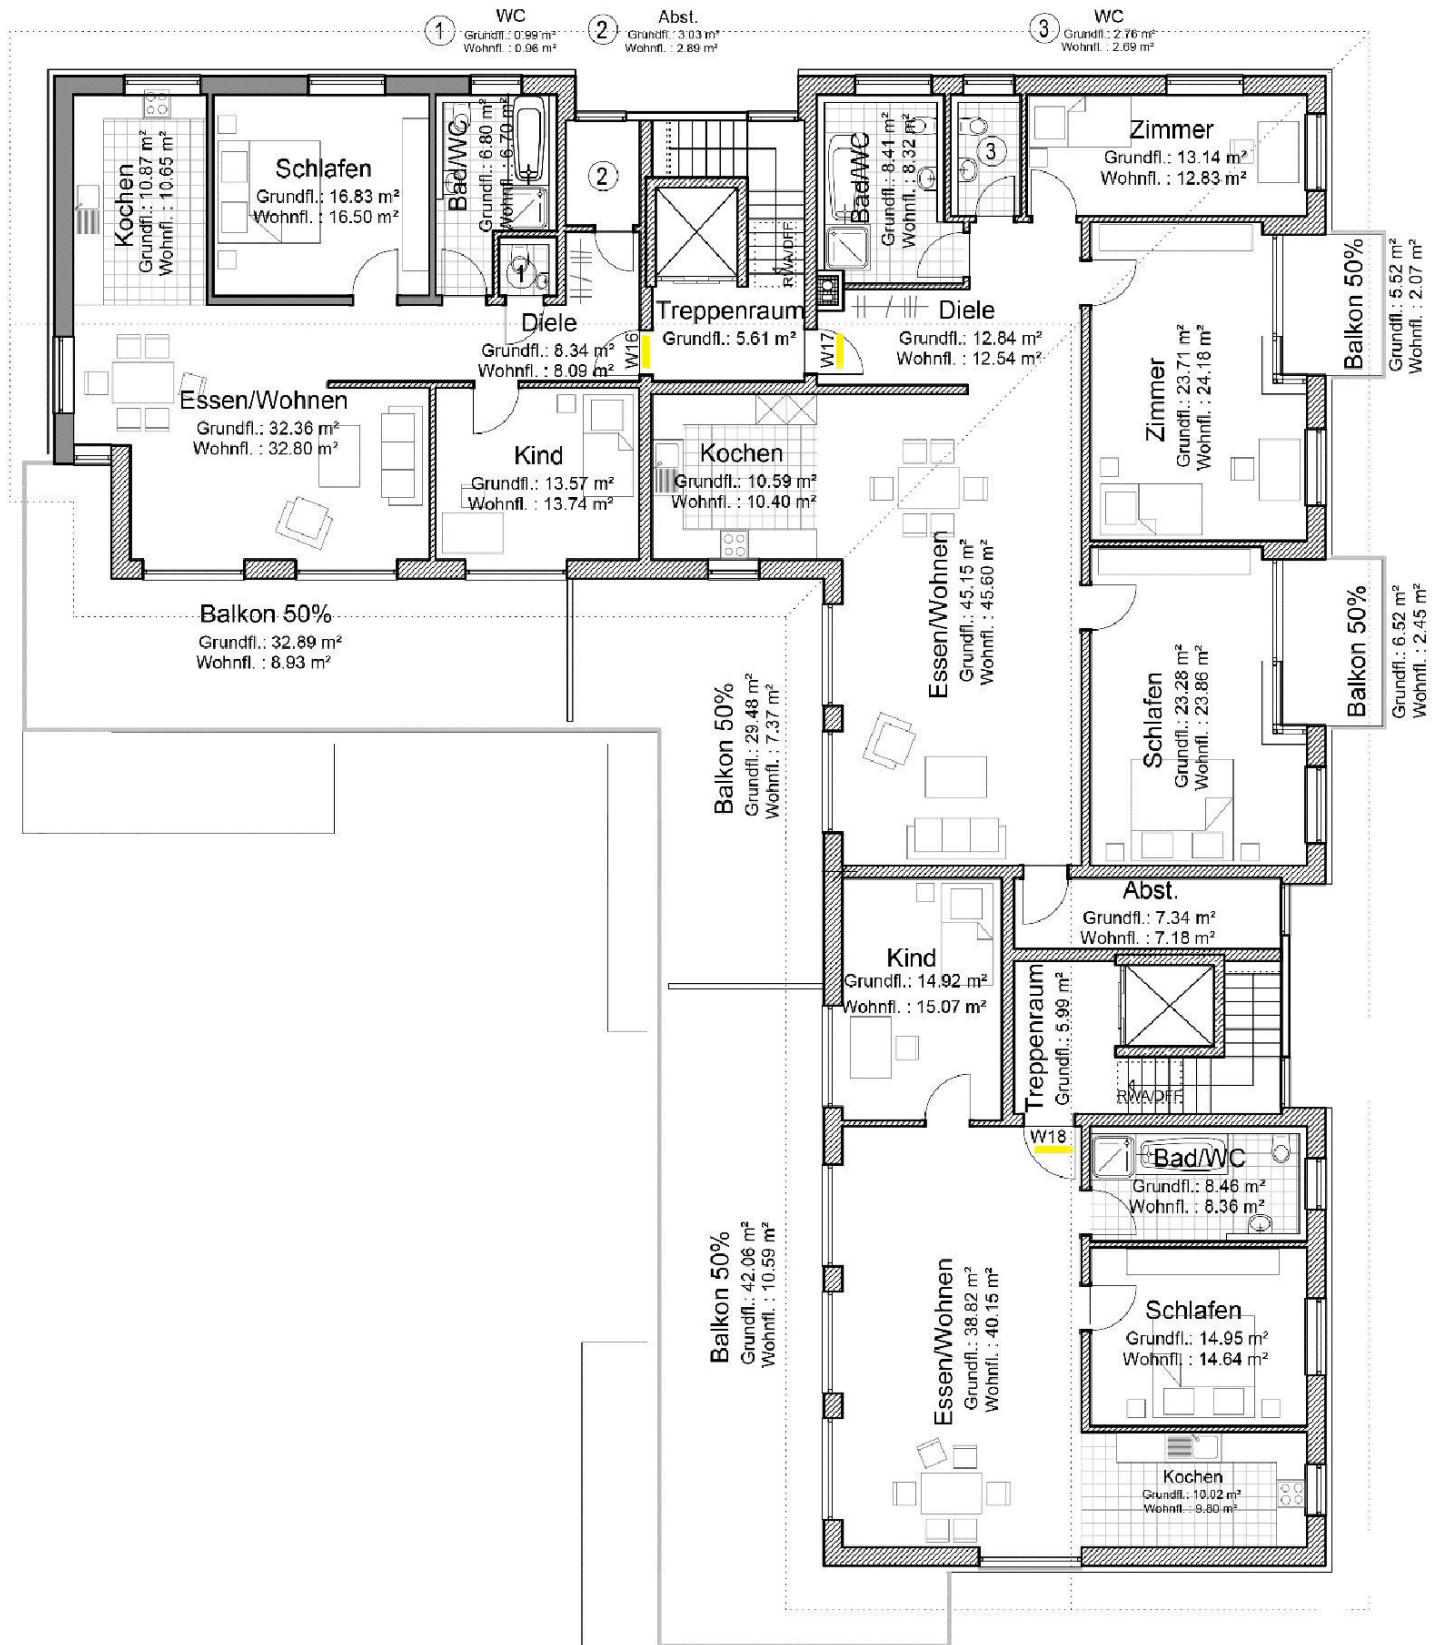 1
WC
Grundfl.: 0.99 m²
Wohnfl. : 0.96 m²
2
Abst.
Grundfl.: 3.03 m²
Wohnfl. : 2.89 m²
3
WC
Grundfl.: 2.76 m²
Wohnfl. : 2.69 m²
Kochen
Grundfl.: 10.87 m²
Wohnfl. : 10.65 m²
Schlafen
Grundfl.: 16.83 m²
Wohnfl. : 16.50 m²
Bad/WC
Grundfl.: 6.80 m²
Wohnfl. : 6.70 m²
1
2
RWA/DFF
Bad/WC
Grundfl.: 8.41 m²
Wohnfl. : 8.32 m²
3
Zimmer
Grundfl.: 13.14 m²
Wohnfl. : 12.83 m²
Balkon 50%
Grundfl.: 5.52 m²
Wohnfl. : 2.07 m²
Diele
Grundfl.: 8.34 m²
Wohnfl. : 8.09 m²
W16
Treppenraum
Grundfl.: 5.61 m²
W17
Diele
Grundfl.: 12.84 m²
Wohnfl. : 12.54 m²
Zimmer
Grundfl.: 23.71 m²
Wohnfl. : 24.18 m²
Essen/Wohnen
Grundfl.: 32.36 m²
Wohnfl. : 32.80 m²
Kind
Grundfl.: 13.57 m²
Wohnfl. : 13.74 m²
Kochen
Grundfl.: 10.59 m²
Wohnfl. : 10.40 m²
Essen/Wohnen
Grundfl.: 45.15 m²
Wohnfl. : 45.60 m²
Balkon 50%
Grundfl.: 32.89 m²
Wohnfl. : 8.93 m²
Schlafen
Grundfl.: 23.28 m²
Wohnfl. : 23.86 m²
Balkon 50%
Grundfl.: 6.52 m²
Wohnfl. : 2.45 m²
Balkon 50%
Grundfl.: 29.48 m²
Wohnfl. : 7.37 m²
Abst.
Grundfl.: 7.34 m²
Wohnfl. : 7.18 m²
Kind
Grundfl.: 14.92 m²
Wohnfl. : 15.07 m²
Treppenraum
Grundfl.: 5.99 m²
RWA/DFF
W18
Bad/WC
Grundfl.: 8.46 m²
Wohnfl. : 8.36 m²
Balkon 50%
Grundfl.: 42.06 m²
Wohnfl. : 10.59 m²
Essen/Wohnen
Grundfl.: 38.82 m²
Wohnfl. : 40.15 m²
Schlafen
Grundfl.: 14.95 m²
Wohnfl. : 14.64 m²
Kochen
Grundfl.: 10.02 m²
Wohnfl. : 9.80 m²